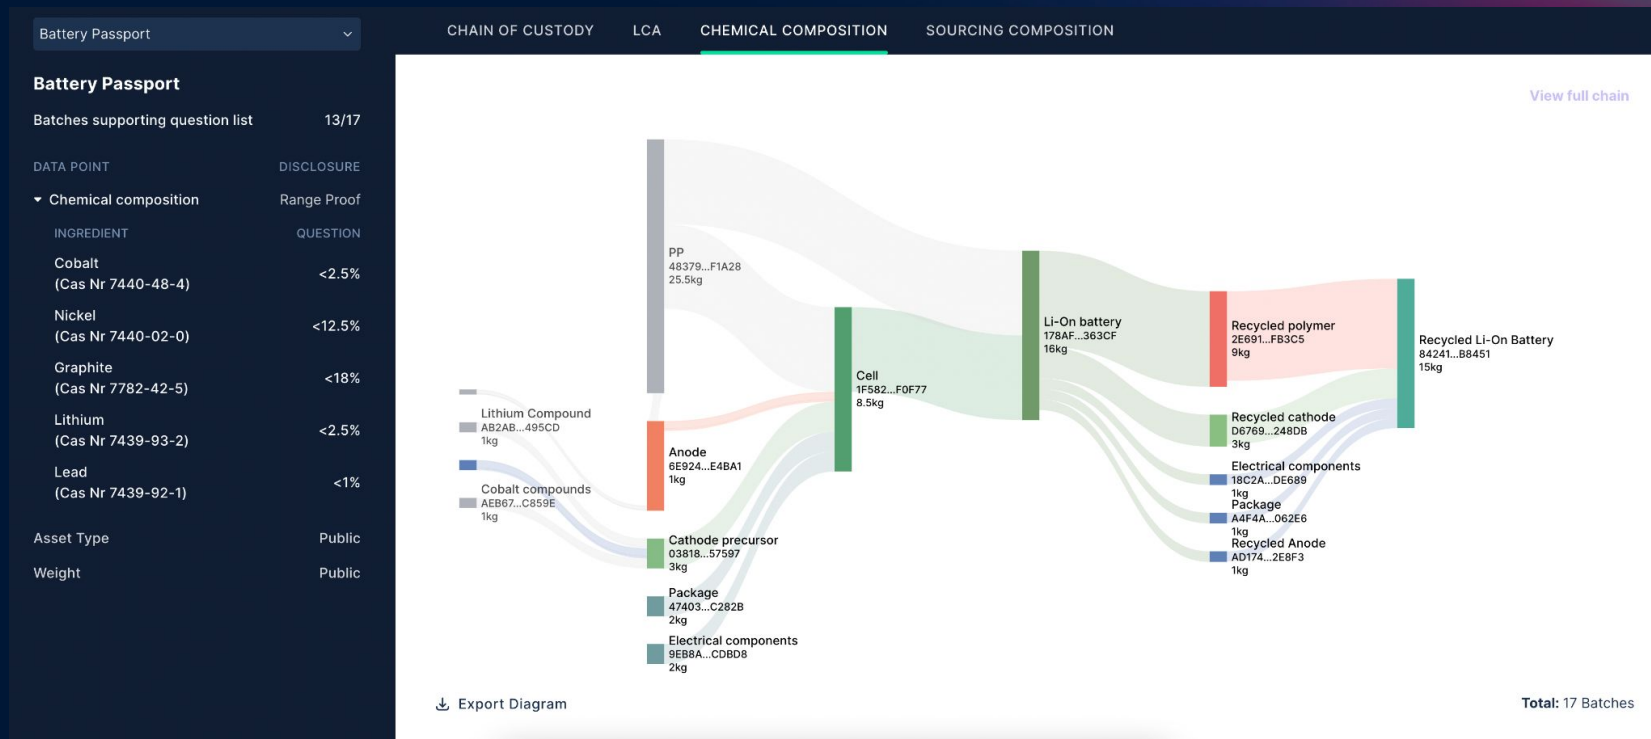 Battery Passport
CHAIN OF CUSTODY
LCA
CHEMICAL COMPOSITION
SOURCING COMPOSITION
Battery Passport
Batches supporting question list 13/17
DATA POINT DISCLOSURE
Chemical composition Range Proof
INGREDIENT QUESTION
Cobalt
(Cas Nr 7440-48-4)
<2.5%
Nickel
(Cas Nr 7440-02-0)
<12.5%
Graphite
(Cas Nr 7782-42-5)
<18%
Lithium
(Cas Nr 7439-93-2)
<2.5%
Lead
(Cas Nr 7439-92-1)
<1%
Asset Type Public
Weight Public
View full chain
Lithium Compound
AB2AB...495CD
1kg
Cobalt compounds
AEB67...C859E
1kg
PP
48379...F1A28
25.5kg
Anode
6E924...E4BA1
1kg
Cathode precursor
03818...57597
3kg
Package
47403...C282B
2kg
Electrical components
9EB8A...CDBD8
2kg
Cell
1F582...F0F77
8.5kg
Li-On battery
178AF...363CF
16kg
Recycled polymer
2E691...FB3C5
9kg
Recycled cathode
D6769...248DB
3kg
Electrical components
18C2A...DE689
1kg
Package
A4F4A...062E6
1kg
Recycled Anode
AD174...2E8F3
1kg
Recycled Li-On Battery
84241...B8451
15kg
Export Diagram
Total: 17 Batches